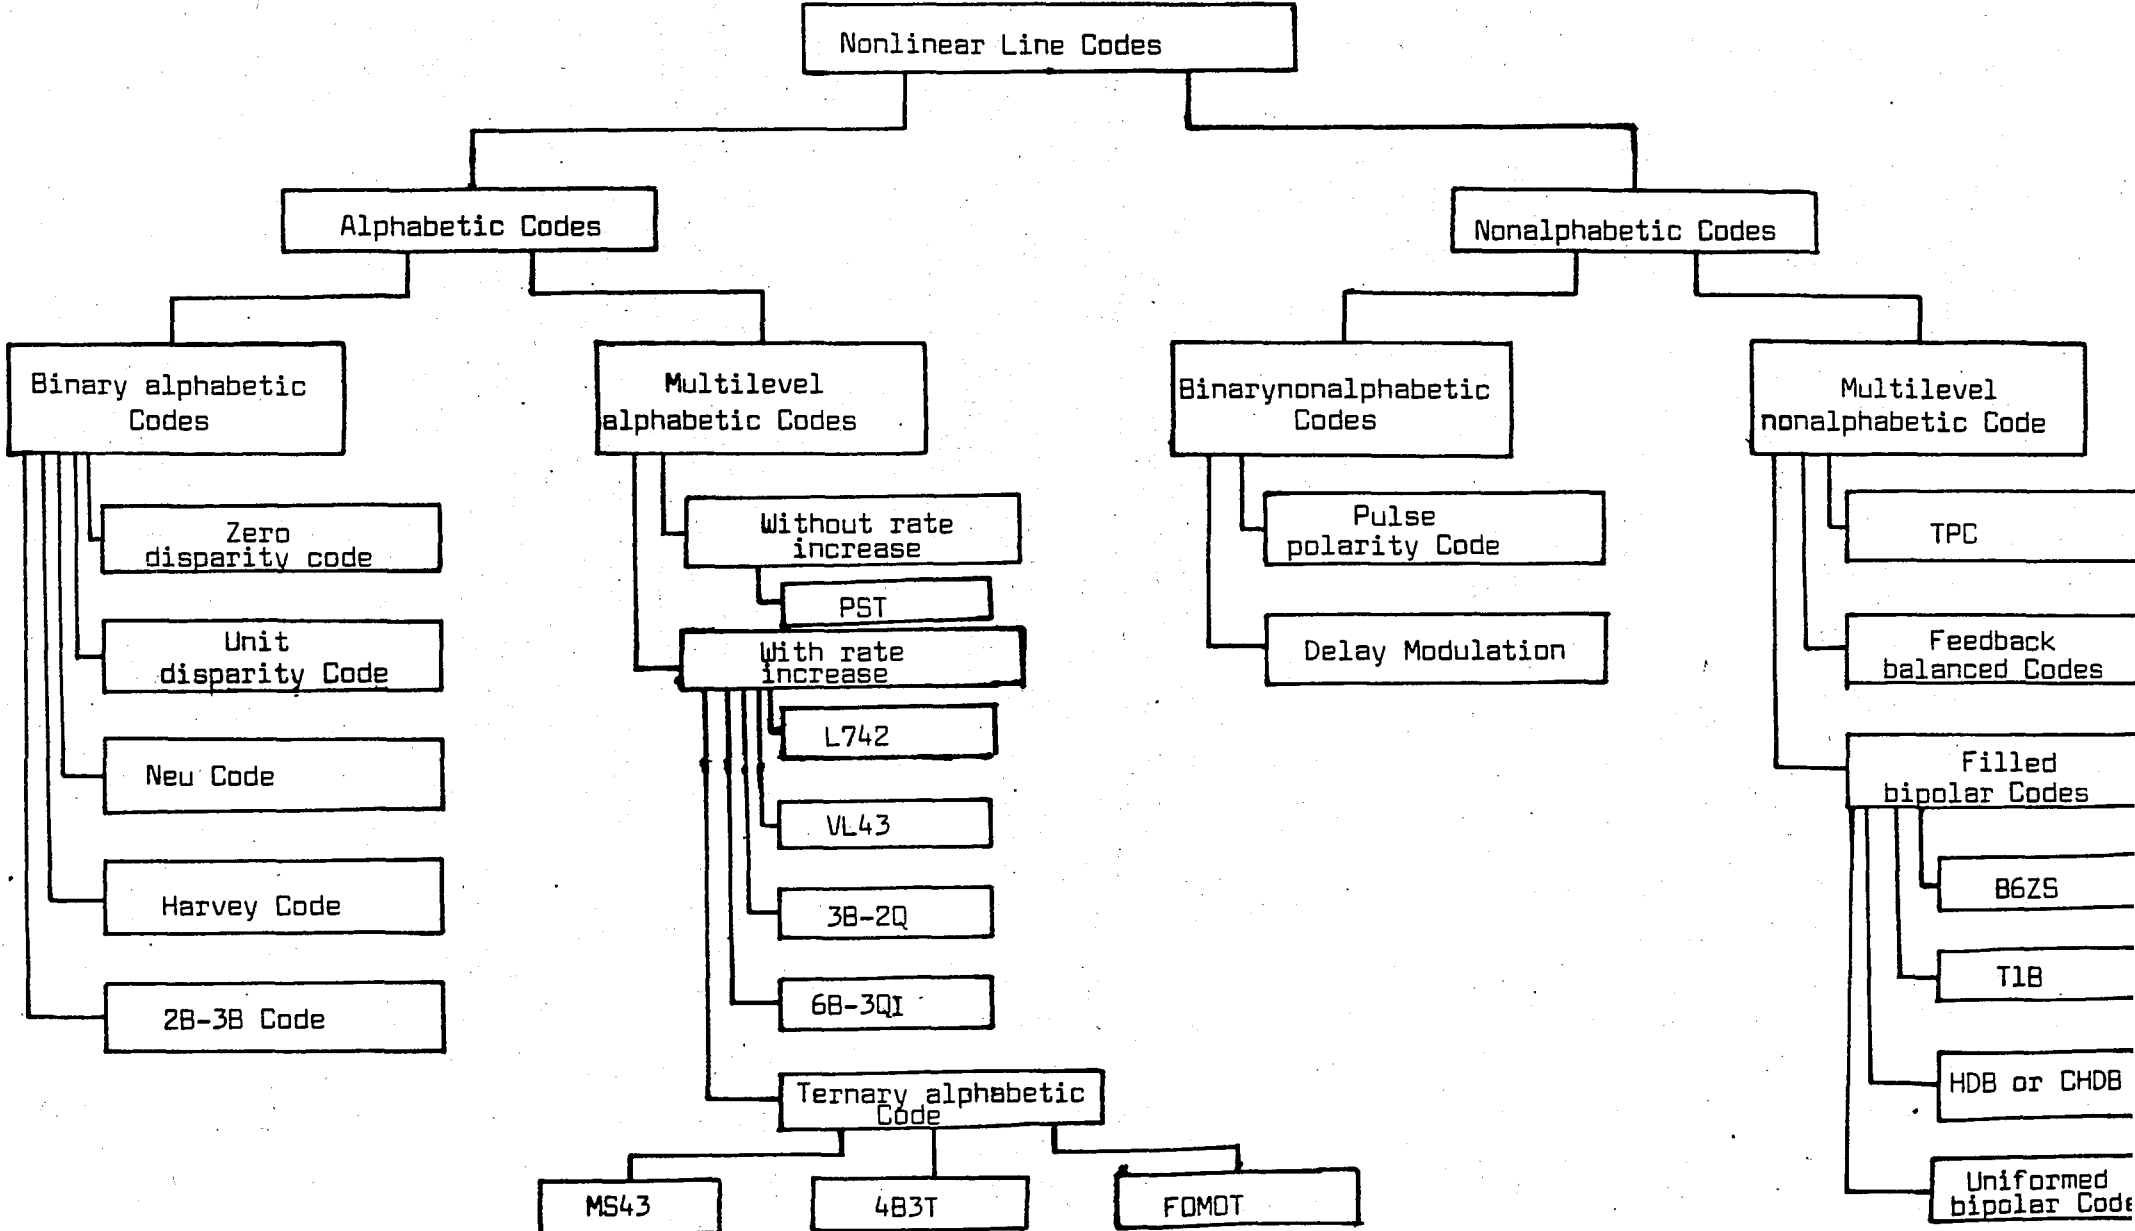 Nonlinear Line Codes
Alphabetic Codes
Nonalphabetic Codes
Binary alphabetic
Codes
Multilevel
alphabetic Codes
Binarynonalphabetic
Codes
Multilevel
nonalphabetic Code
Zero
disparity code
Unit
disparity Code
Neu Code
Harvey Code
2B-3B Code
Without rate
increase
PST
With rate
increase
L742
VL43
3B-2Q
6B-3QI
Ternary alphabetic
Code
MS43
4B3T
FOMOT
Pulse
polarity Code
Delay Modulation
TPC
Feedback
balanced Codes
Filled
bipolar Codes
B6ZS
T1B
HDB or CHDB
Uniformed
bipolar Code